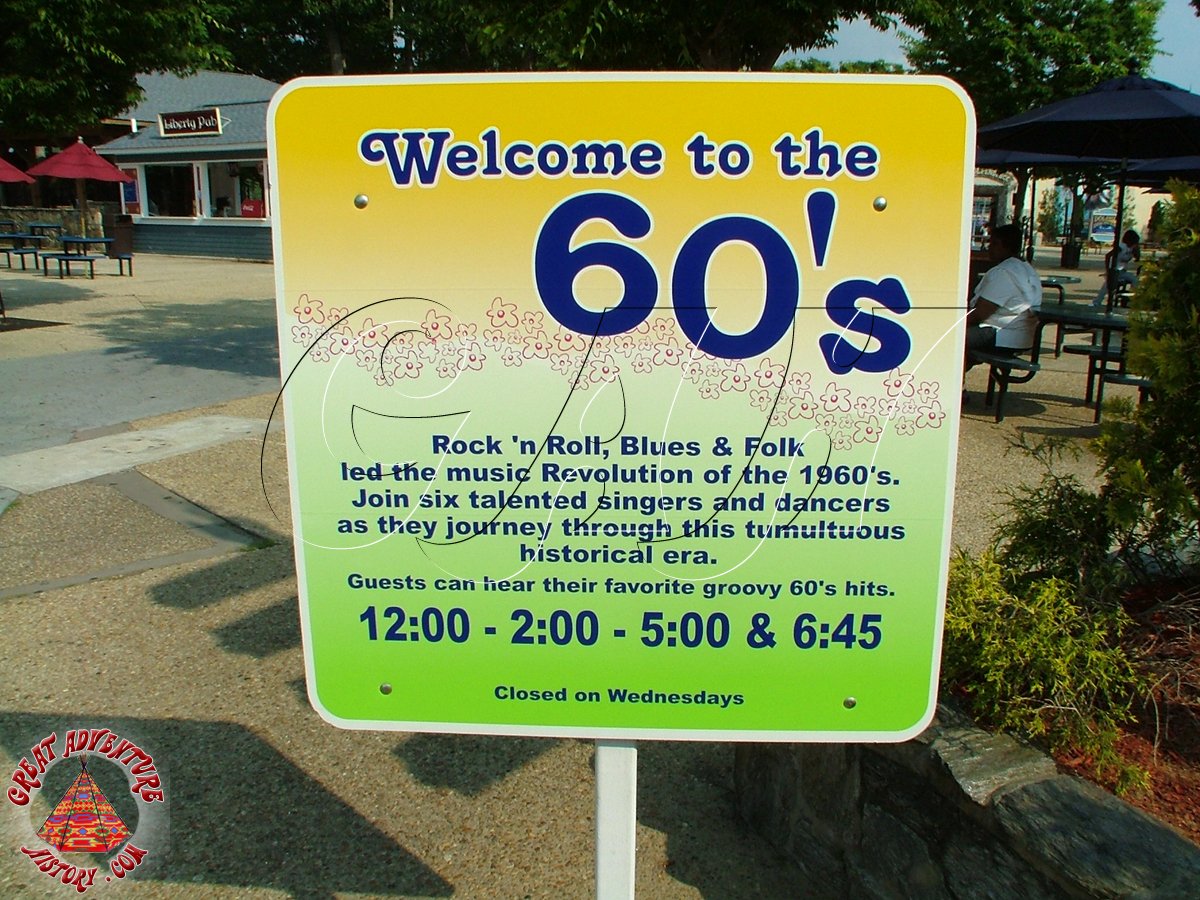 Liberty Pub
Welcome to the
60's
Rock 'n Roll, Blues & Folk
led the music Revolution of the 1960's.
Join six talented singers and dancers
as they journey through this tumultuous
historical era.
Guests can hear their favorite groovy 60's hits.
12:00 - 2:00 - 5:00 & 6:45
Closed on Wednesdays
GREAT ADVENTURE
HISTORY.COM